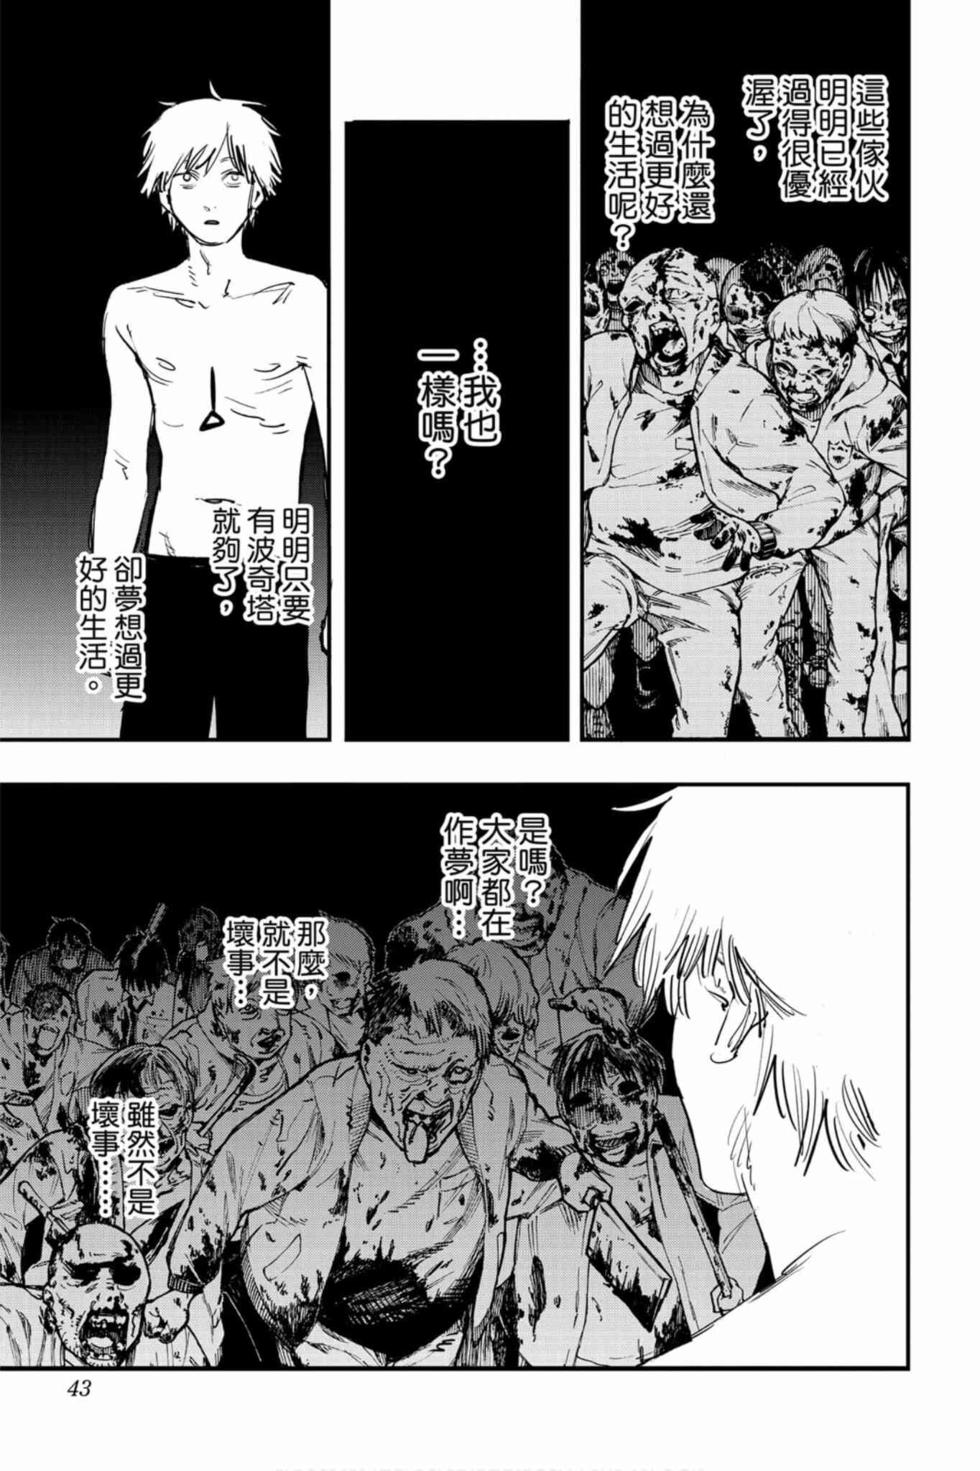 這些傢伙
明明已經
過得很優
渥了，
為什麼還
想過更好
的生活呢？
…我也
一樣嗎？
明明只要
有波奇塔
就夠了，
卻夢想過更
好的生活。
是嗎？
大家都在
作夢啊…
那麼，
就不是
壞事…
雖然不是
壞事……
43